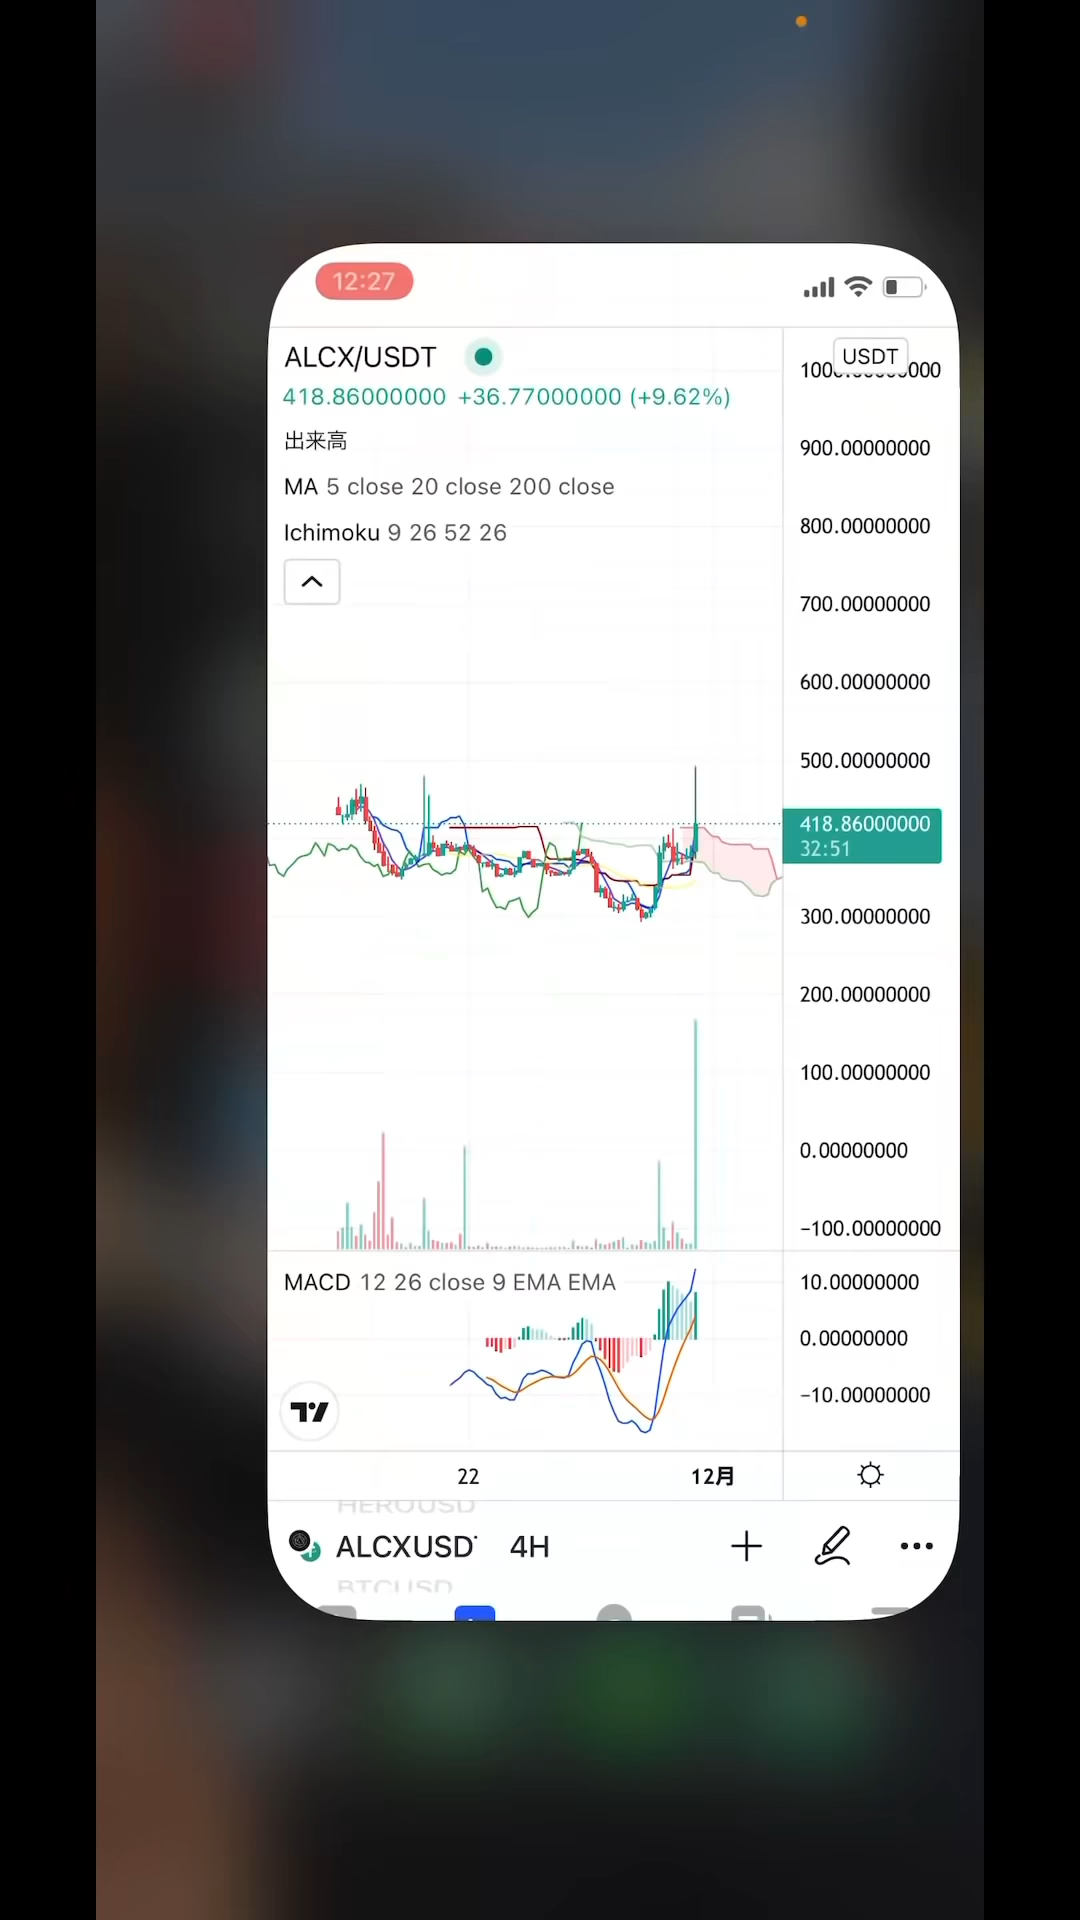 12:27
ALCX/USDT
418.86000000 +36.77000000 (+9.62%)
出来高
MA 5 close 20 close 200 close
Ichimoku 9 26 52 26
USDT
900.00000000
800.00000000
700.00000000
600.00000000
500.00000000
418.86000000
32:51
300.00000000
200.00000000
100.00000000
0.00000000
−100.00000000
MACD 12 26 close 9 EMA EMA
10.00000000
0.00000000
−10.00000000
22
12月
HEROUSD
ALCXUSD
4H
BTCUSD